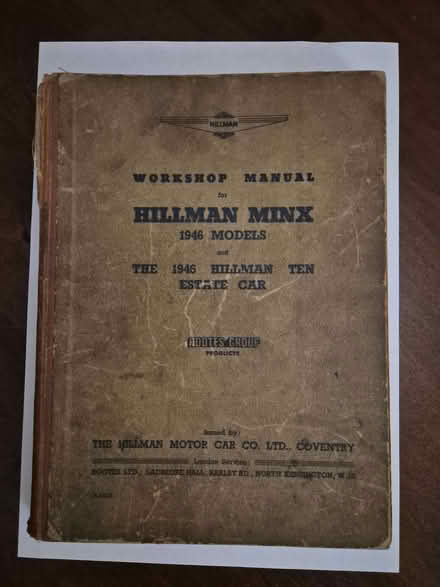 HILLMAN
WORKSHOP MANUAL
for
HILLMAN MINX
1946 MODELS
and
THE 1946 HILLMAN TEN
ESTATE CAR
ROOTES GROUP
PRODUCTS
Issued by:
THE HILLMAN MOTOR CAR CO. LTD., COVENTRY
London Service:
ROOTES LTD., LADBROKE HALL, BARLBY RD., NORTH KENSINGTON, W.10